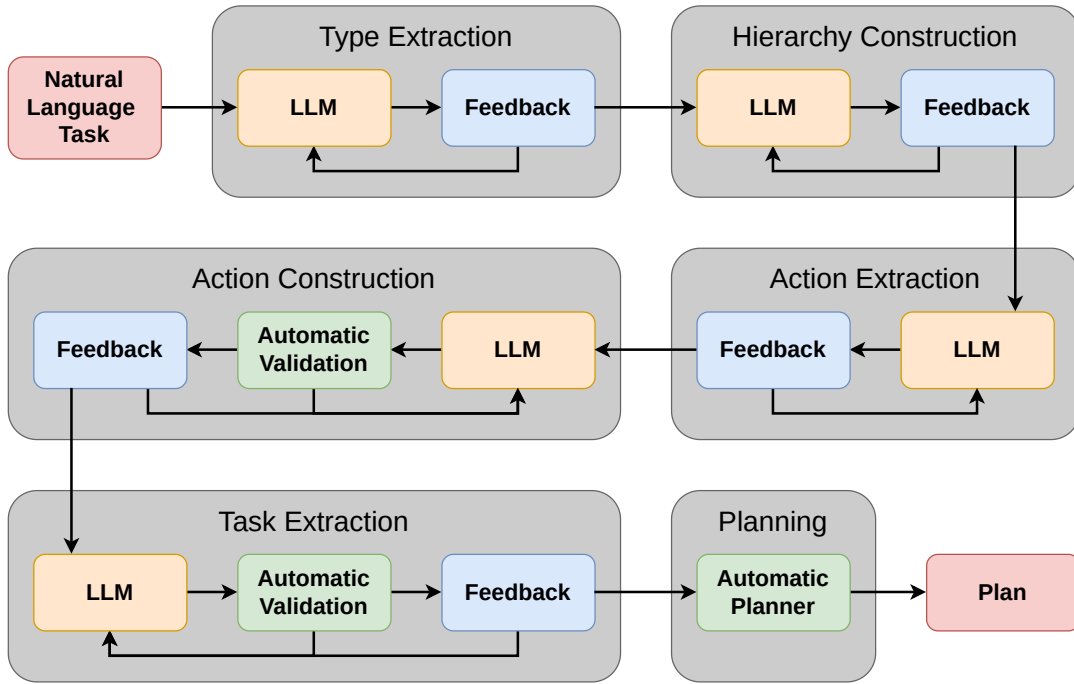 Type Extraction
Hierarchy Construction
Natural
Language
Task
LLM
Feedback
LLM
Feedback
Action Construction
Action Extraction
Feedback
Automatic
Validation
LLM
Feedback
LLM
Task Extraction
Planning
LLM
Automatic
Validation
Feedback
Automatic
Planner
Plan